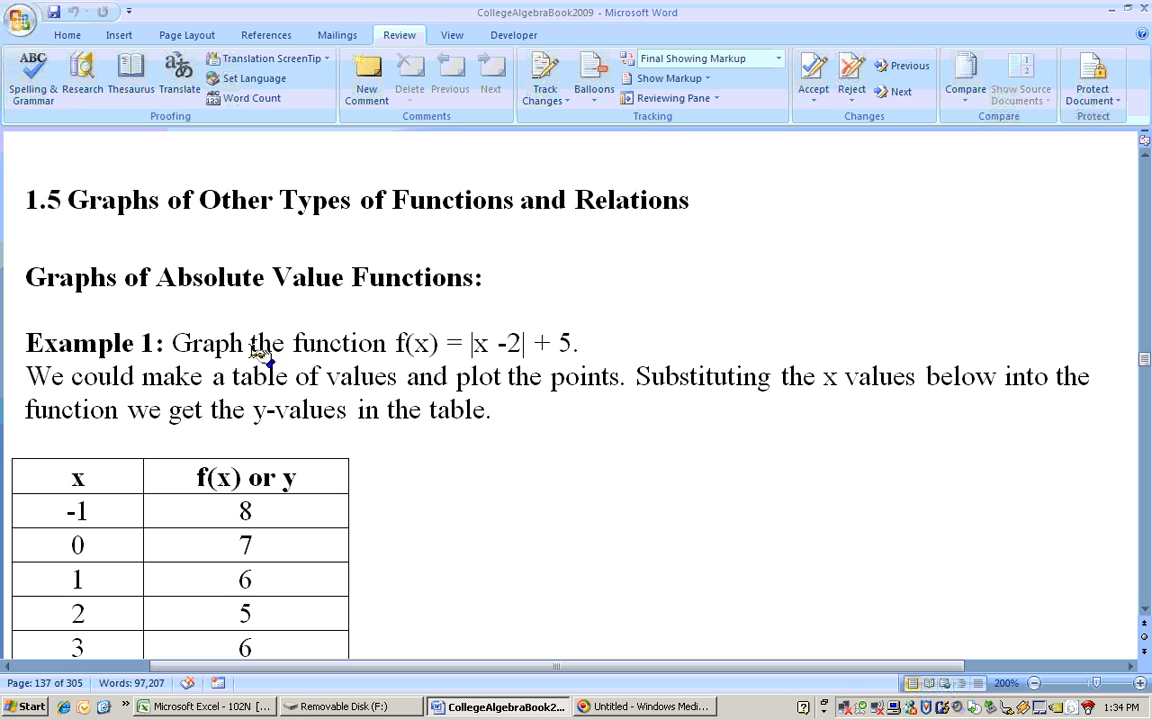 CollegeAlgebraBook2009 - Microsoft Word
Home Insert Page Layout References Mailings Review View Developer
ABC Spelling & Grammar
Research
Thesaurus
Translate
Translation ScreenTip
Set Language
ABC 123 Word Count
Proofing
New Comment
Delete
Previous
Next
Comments
Track Changes
Balloons
Final Showing Markup
Show Markup
Reviewing Pane
Tracking
Accept
Reject
Previous
Next
Changes
Compare
Show Source Documents
Compare
Protect Document
Protect
1.5 Graphs of Other Types of Functions and Relations
Graphs of Absolute Value Functions:
Example 1: Graph the function f(x) = |x -2| + 5.
We could make a table of values and plot the points. Substituting the x values below into the
function we get the y-values in the table.
x f(x) or y
-1 8
0 7
1 6
2 5
3 6
Page: 137 of 305 Words: 97,207 200%
Start Microsoft Excel - 102N [... Removable Disk (F:) CollegeAlgebraBook2... Untitled - Windows Medi... 1:34 PM